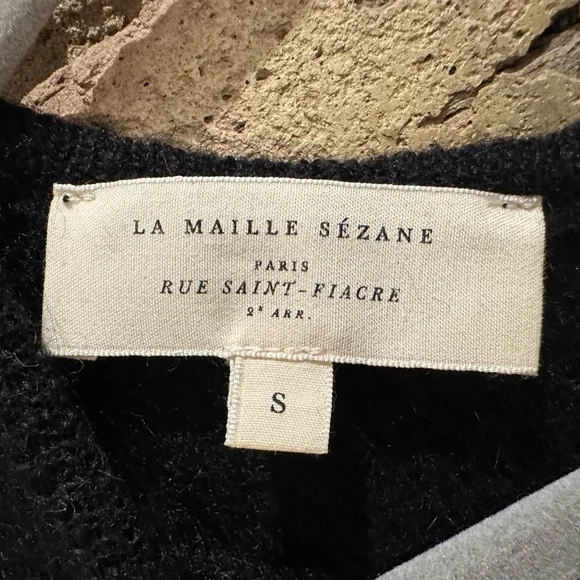 LA MAILLE SÉZANE
PARIS
RUE SAINT-FIACRE
2ᵉ ARR.
S